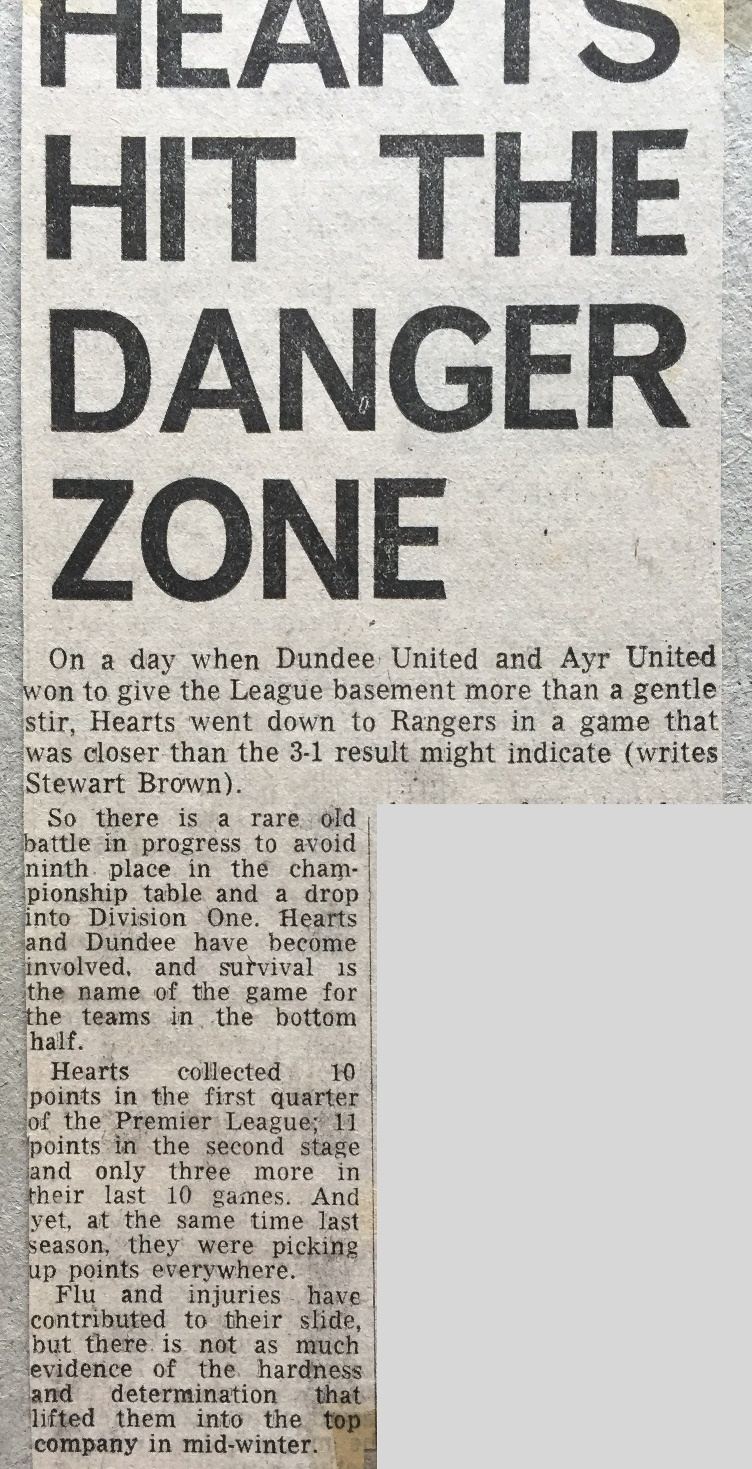 HEARTS
HIT THE
DANGER
ZONE
On a day when Dundee United and Ayr United
won to give the League basement more than a gentle
stir, Hearts went down to Rangers in a game that
was closer than the 3-1 result might indicate (writes
Stewart Brown).
So there is a rare old
battle in progress to avoid
ninth place in the cham-
pionship table and a drop
into Division One. Hearts
and Dundee have become
involved, and survival is
the name of the game for
the teams in the bottom
half.
Hearts collected 10
points in the first quarter
of the Premier League; 11
points in the second stage
and only three more in
their last 10 games. And
yet, at the same time last
season, they were picking
up points everywhere.
Flu and injuries have
contributed to their slide,
but there is not as much
evidence of the hardness
and determination that
lifted them into the top
company in mid-winter.